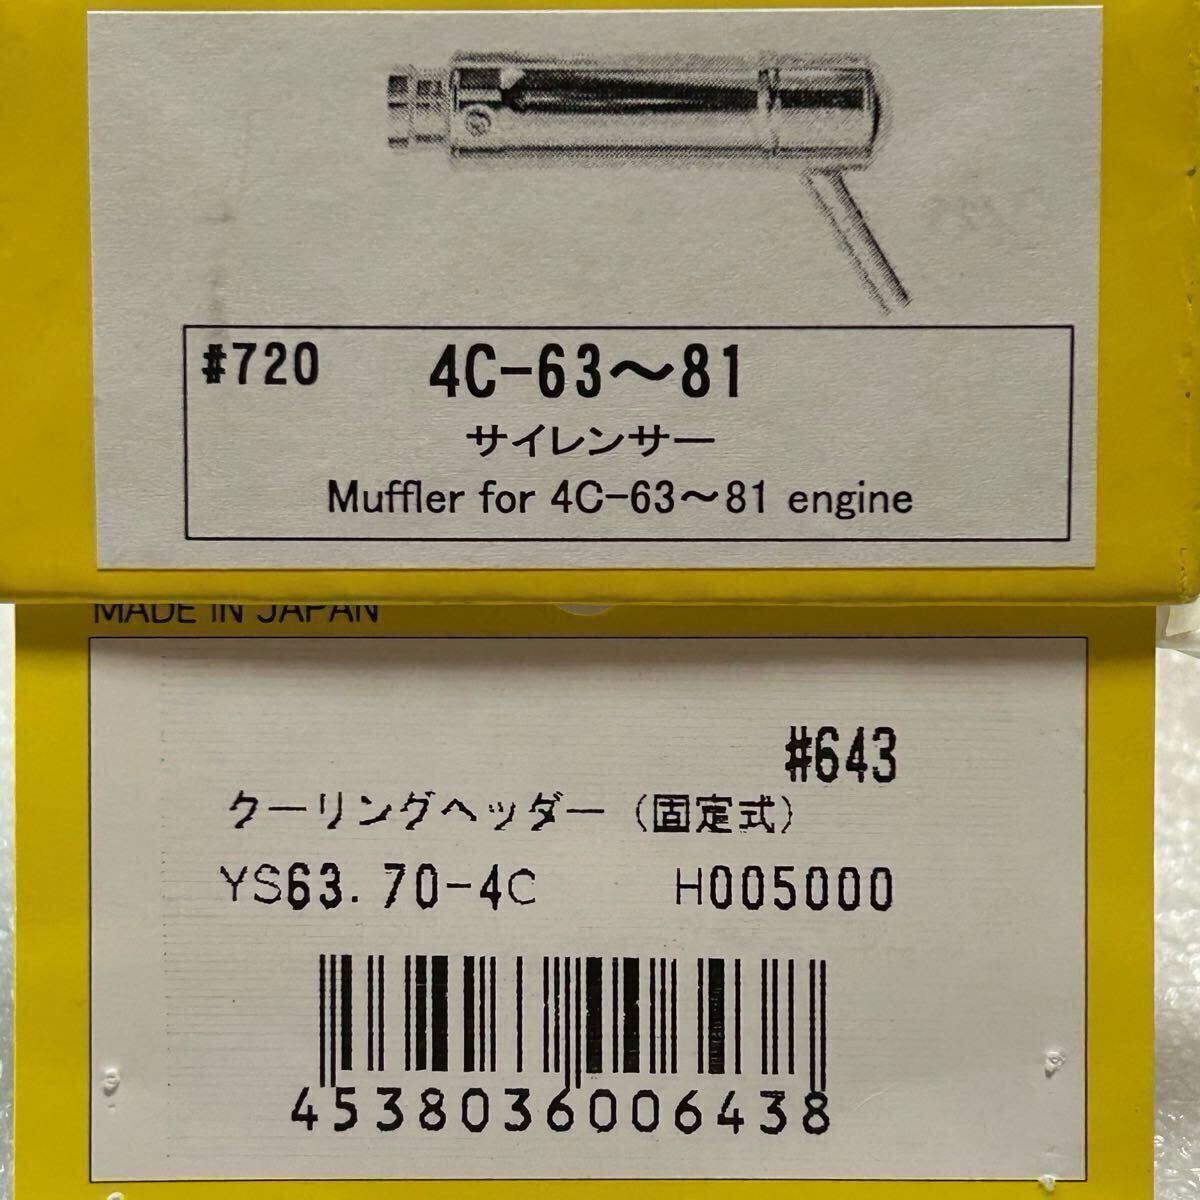 #720 4C-63～81
サイレンサー
Muffler for 4C-63～81 engine
MADE IN JAPAN
#643
クーリングヘッダー（固定式）
YS63.70-4C H005000
4538036006438